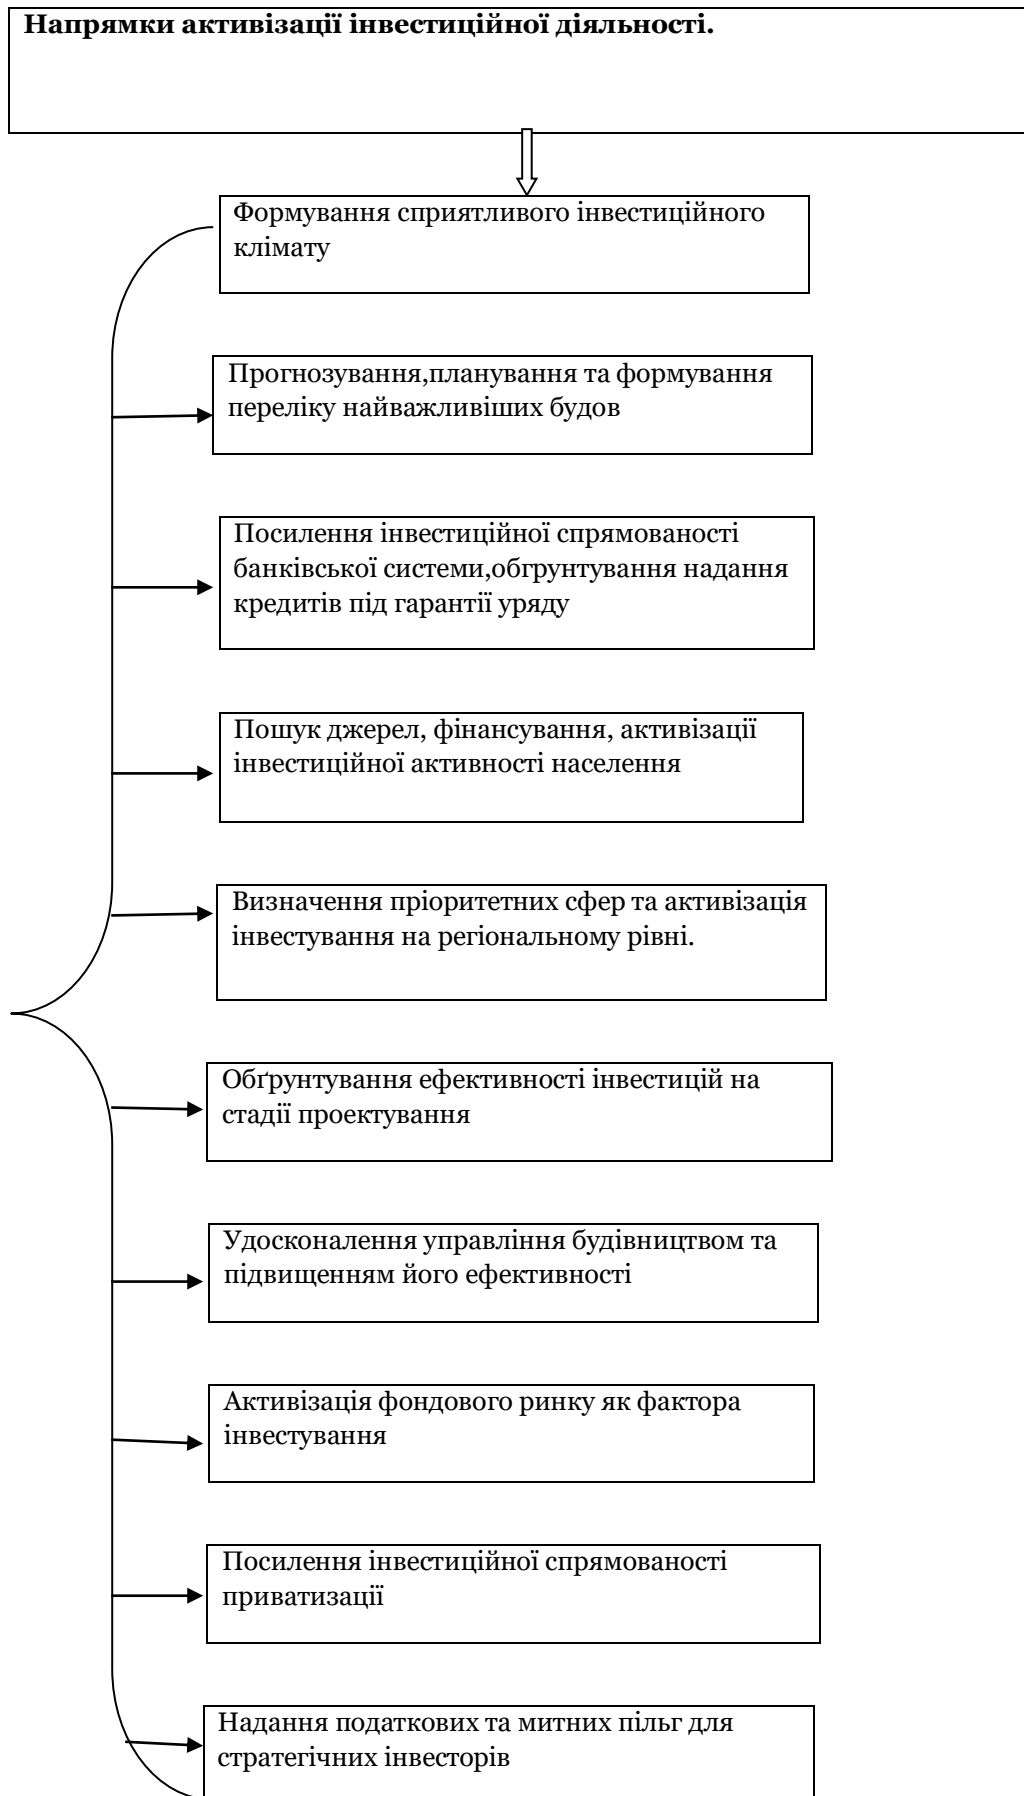 Напрямки активізації інвестиційної діяльності.
Формування сприятливого інвестиційного
клімату
Прогнозування,планування та формування
переліку найважливіших будов
Посилення інвестиційної спрямованості
банківської системи,обгрунтування надання
кредитів під гарантії уряду
Пошук джерел, фінансування, активізації
інвестиційної активності населення
Визначення пріоритетних сфер та активізація
інвестування на регіональному рівні.
Обґрунтування ефективності інвестицій на
стадії проектування
Удосконалення управління будівництвом та
підвищенням його ефективності
Активізація фондового ринку як фактора
інвестування
Посилення інвестиційної спрямованості
приватизації
Надання податкових та митних пільг для
стратегічних інвесторів